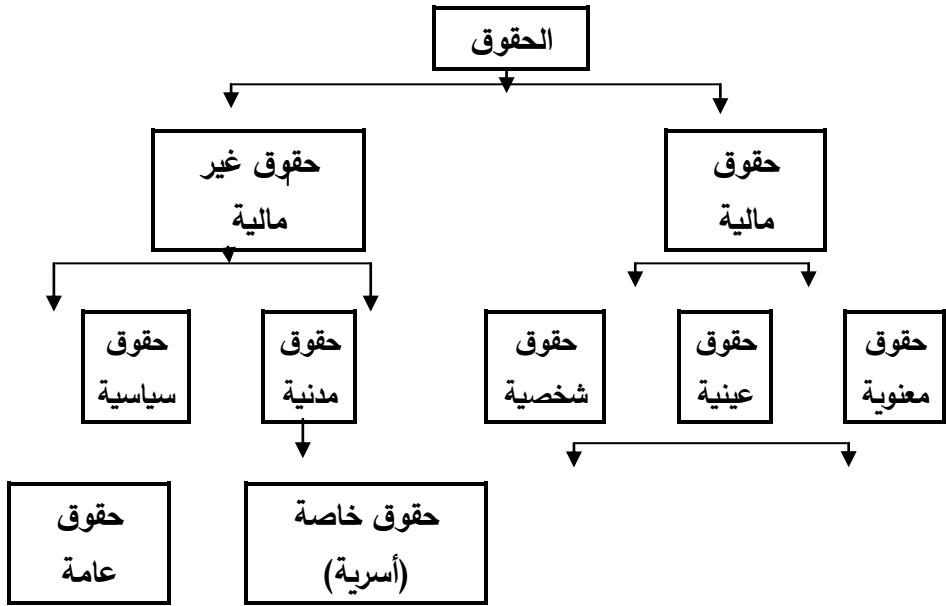 الحقوق
حقوق
مالية
حقوق غير
مالية
حقوق
معنوية
حقوق
عينية
حقوق
شخصية
حقوق
مدنية
حقوق
سياسية
حقوق خاصة
(أسرية)
حقوق
عامة